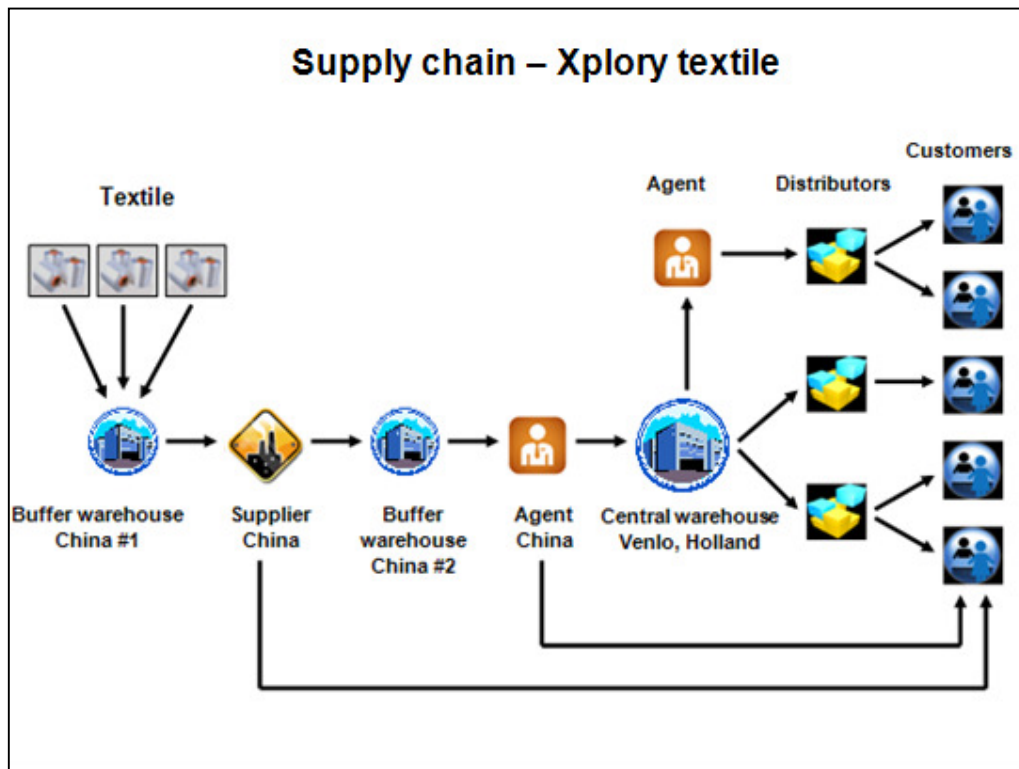 Supply chain – Xplory textile
Customers
Agent
Distributors
Textile
Buffer warehouse
China #1
Supplier
China
Buffer
warehouse
China #2
Agent
China
Central warehouse
Venlo, Holland